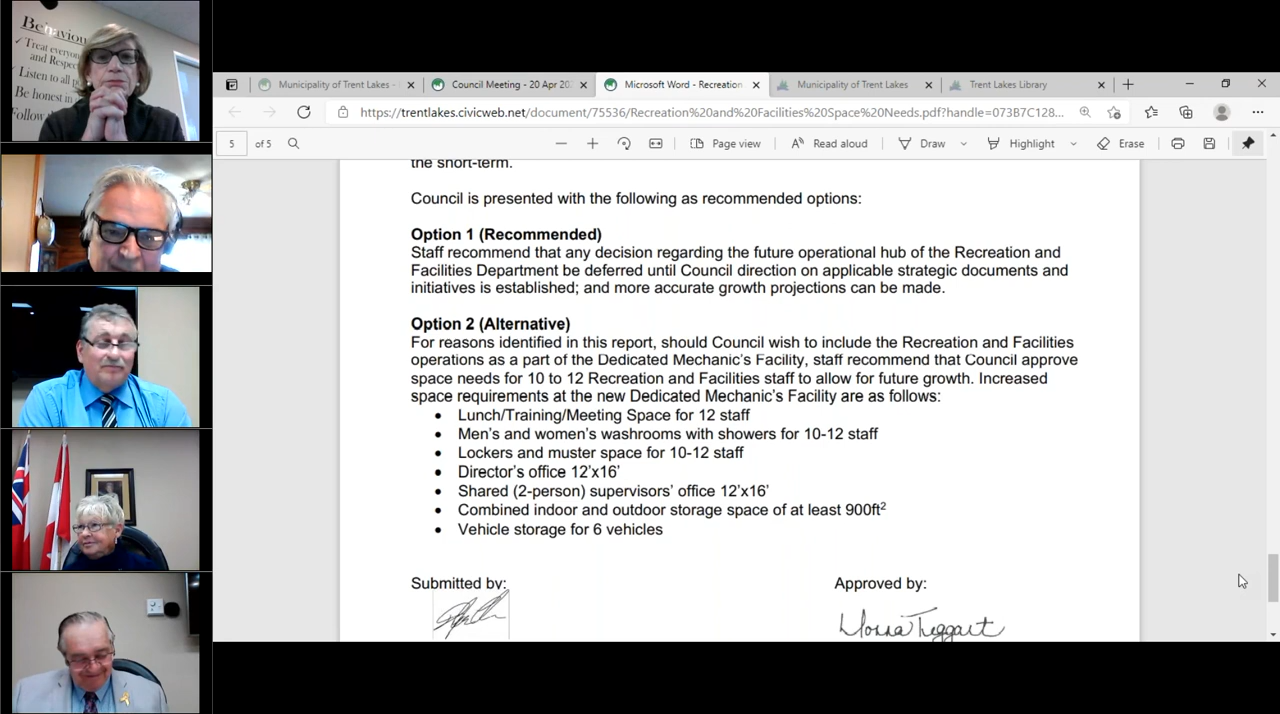 Behaviou
✓ Treat everyone
and Respec
✓ Listen to all p
Be honest in
Follow
Municipality of Trent Lakes -
Council Meeting - 20 Apr 202
Microsoft Word - Recreation
Municipality of Trent Lakes
Trent Lakes Library
https://trentlakes.civicweb.net/document/75536/Recreation%20and%20Facilities%20Space%20Needs.pdf?handle=073B7C128...
5 of 5
Page view
Read aloud
Draw
Highlight
Erase
the short-term.
Council is presented with the following as recommended options:
Option 1 (Recommended)
Staff recommend that any decision regarding the future operational hub of the Recreation and
Facilities Department be deferred until Council direction on applicable strategic documents and
initiatives is established; and more accurate growth projections can be made.
Option 2 (Alternative)
For reasons identified in this report, should Council wish to include the Recreation and Facilities
operations as a part of the Dedicated Mechanic's Facility, staff recommend that Council approve
space needs for 10 to 12 Recreation and Facilities staff to allow for future growth. Increased
space requirements at the new Dedicated Mechanic's Facility are as follows:
• Lunch/Training/Meeting Space for 12 staff
• Men's and women's washrooms with showers for 10-12 staff
• Lockers and muster space for 10-12 staff
• Director's office 12'x16'
• Shared (2-person) supervisors' office 12'x16'
• Combined indoor and outdoor storage space of at least 900ft²
• Vehicle storage for 6 vehicles
Submitted by:
Approved by:
Donna Teggart